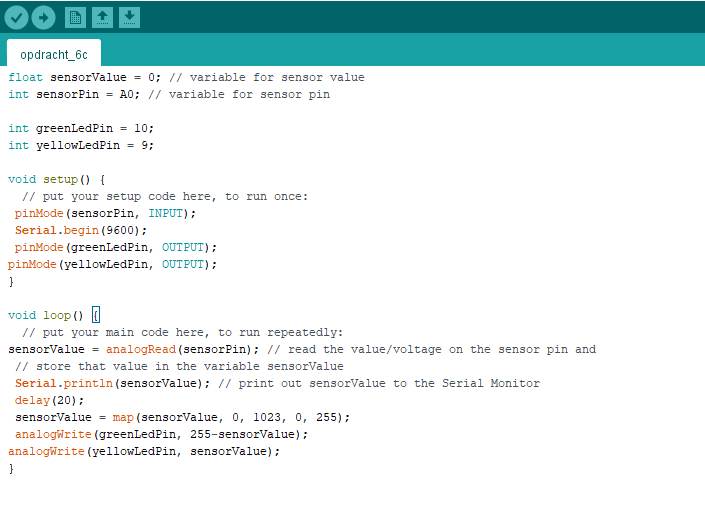 opdracht_6c
float sensorValue = 0; // variable for sensor value
int sensorPin = A0; // variable for sensor pin
int greenLedPin = 10;
int yellowLedPin = 9;
void setup() {
// put your setup code here, to run once:
pinMode(sensorPin, INPUT);
Serial.begin(9600);
pinMode(greenLedPin, OUTPUT);
pinMode(yellowLedPin, OUTPUT);
}
void loop() {
// put your main code here, to run repeatedly:
sensorValue = analogRead(sensorPin); // read the value/voltage on the sensor pin and
// store that value in the variable sensorValue
Serial.println(sensorValue); // print out sensorValue to the Serial Monitor
delay(20);
sensorValue = map(sensorValue, 0, 1023, 0, 255);
analogWrite(greenLedPin, 255-sensorValue);
analogWrite(yellowLedPin, sensorValue);
}